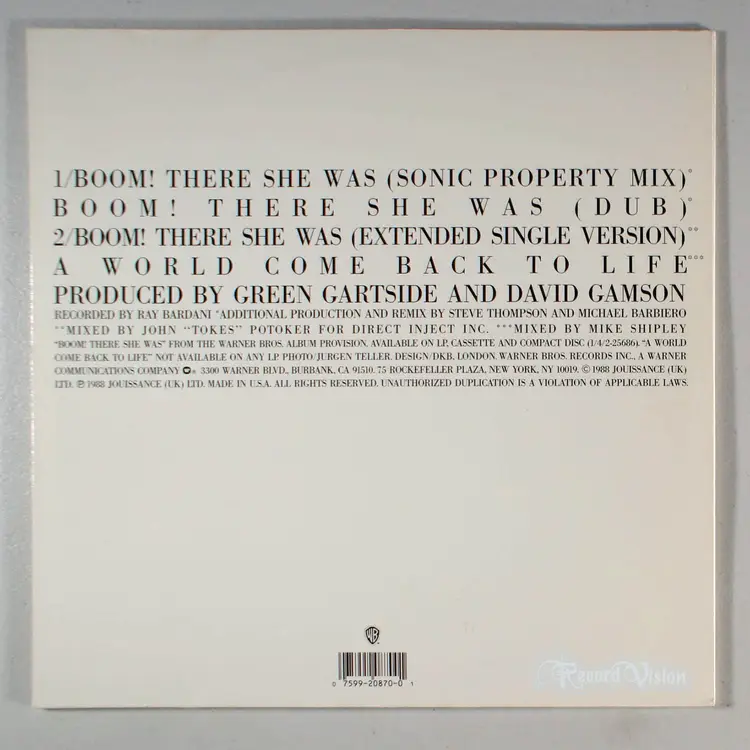 1/BOOM! THERE SHE WAS (SONIC PROPERTY MIX)*
BOOM! THERE SHE WAS (DUB)*
2/BOOM! THERE SHE WAS (EXTENDED SINGLE VERSION)**
A WORLD COME BACK TO LIFE***
PRODUCED BY GREEN GARTSIDE AND DAVID GAMSON
RECORDED BY RAY BARDANI *ADDITIONAL PRODUCTION AND REMIX BY STEVE THOMPSON AND MICHAEL BARBIERO
**MIXED BY JOHN "TOKES" POTOKER FOR DIRECT INJECT INC. ***MIXED BY MIKE SHIPLEY
"BOOM! THERE SHE WAS" FROM THE WARNER BROS. ALBUM PROVISION. AVAILABLE ON LP, CASSETTE AND COMPACT DISC (1/4/2-25686). "A WORLD
COME BACK TO LIFE" NOT AVAILABLE ON ANY LP. PHOTO/JURGEN TELLER. DESIGN/DKB, LONDON. WARNER BROS. RECORDS INC., A WARNER
COMMUNICATIONS COMPANY ® 3300 WARNER BLVD., BURBANK, CA 91510. 75 ROCKEFELLER PLAZA, NEW YORK, NY. 10019. © 1988 JOUISSANCE (UK)
LTD. ℗ 1988 JOUISSANCE (UK) LTD. MADE IN U.S.A. ALL RIGHTS RESERVED. UNAUTHORIZED DUPLICATION IS A VIOLATION OF APPLICABLE LAWS.
WB
0 7599-20870-0 1
Record Vision